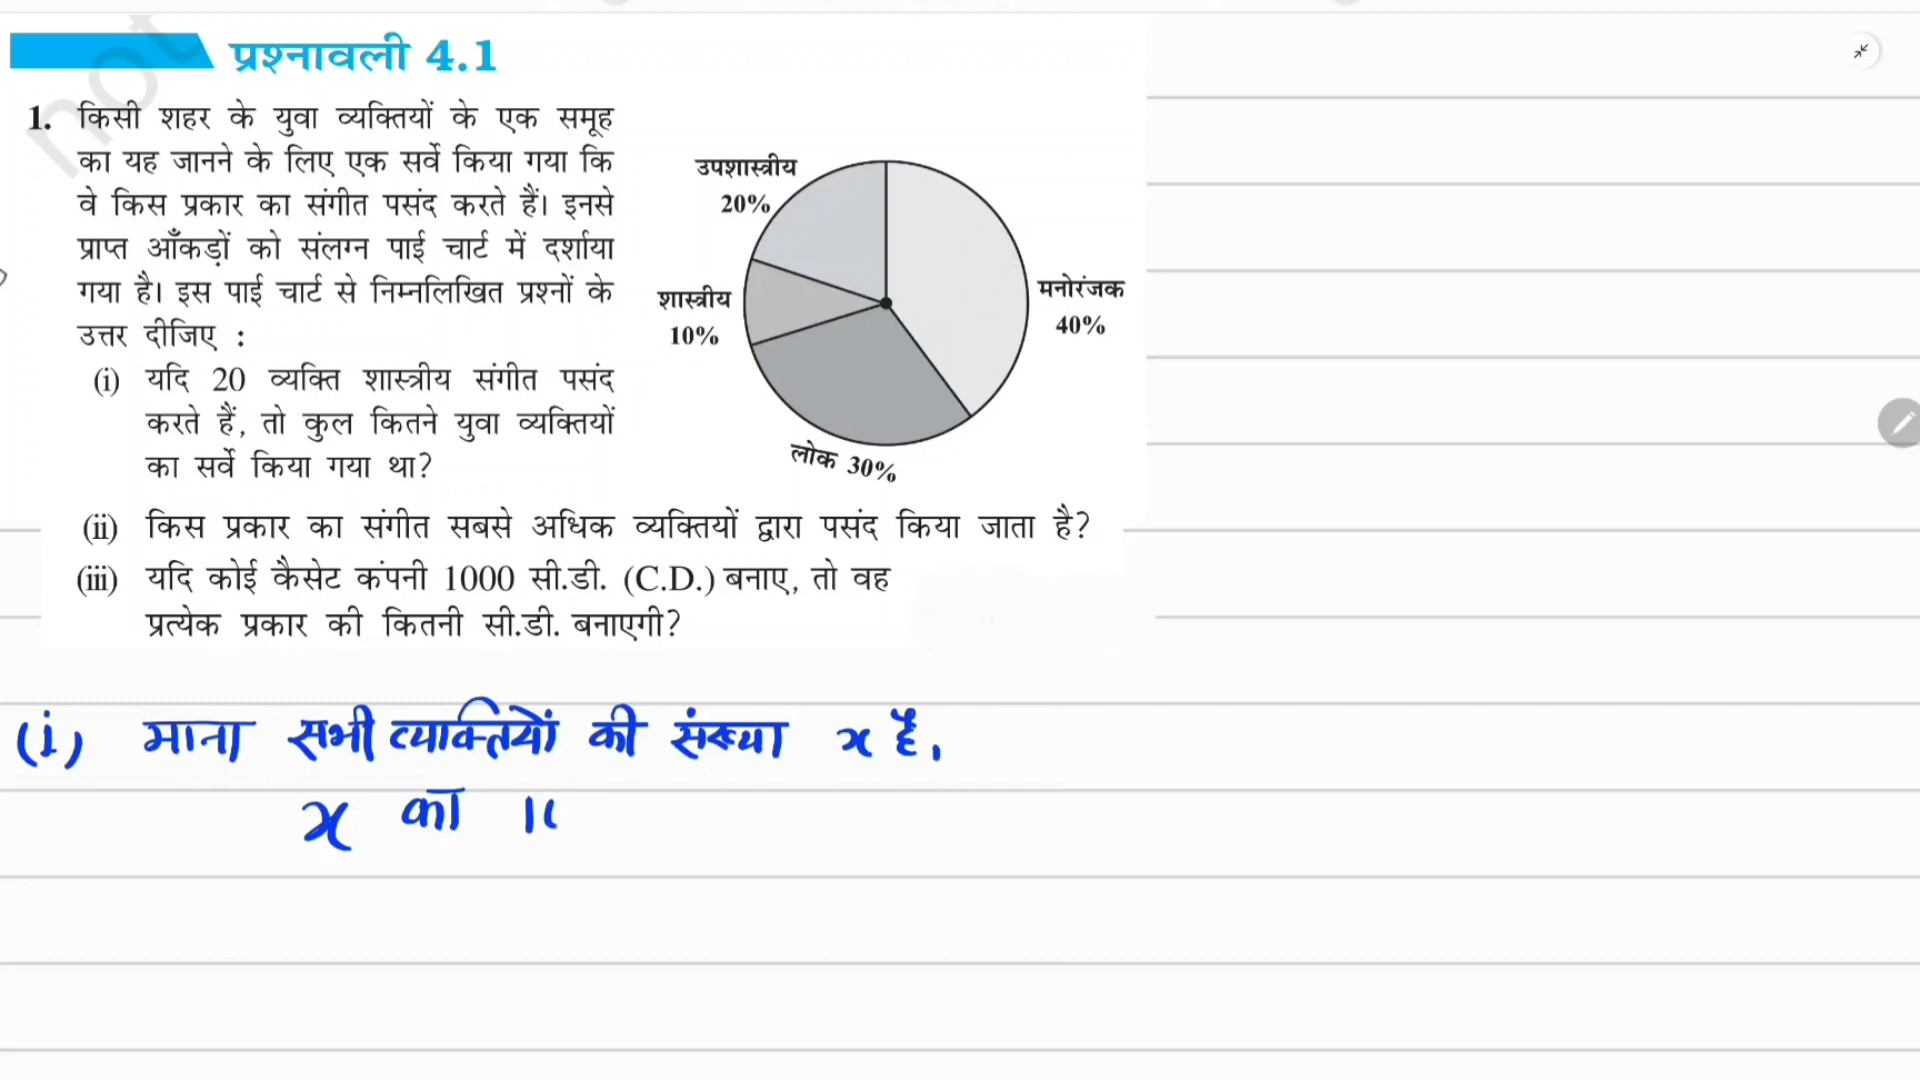 not
प्रश्नावली 4.1
1. किसी शहर के युवा व्यक्तियों के एक समूह
का यह जानने के लिए एक सर्वे किया गया कि
वे किस प्रकार का संगीत पसंद करते हैं। इनसे
प्राप्त आँकड़ों को संलग्न पाई चार्ट में दर्शाया
गया है। इस पाई चार्ट से निम्नलिखित प्रश्नों के
उत्तर दीजिए :
(i) यदि 20 व्यक्ति शास्त्रीय संगीत पसंद
करते हैं, तो कुल कितने युवा व्यक्तियों
का सर्वे किया गया था?
उपशास्त्रीय
20%
शास्त्रीय
10%
मनोरंजक
40%
लोक 30%
(ii) किस प्रकार का संगीत सबसे अधिक व्यक्तियों द्वारा पसंद किया जाता है?
(iii) यदि कोई कैसेट कंपनी 1000 सी.डी. (C.D.) बनाए, तो वह
प्रत्येक प्रकार की कितनी सी.डी. बनाएगी?
(i) माना सभी व्याक्तियों की संख्या x है,
x का 1